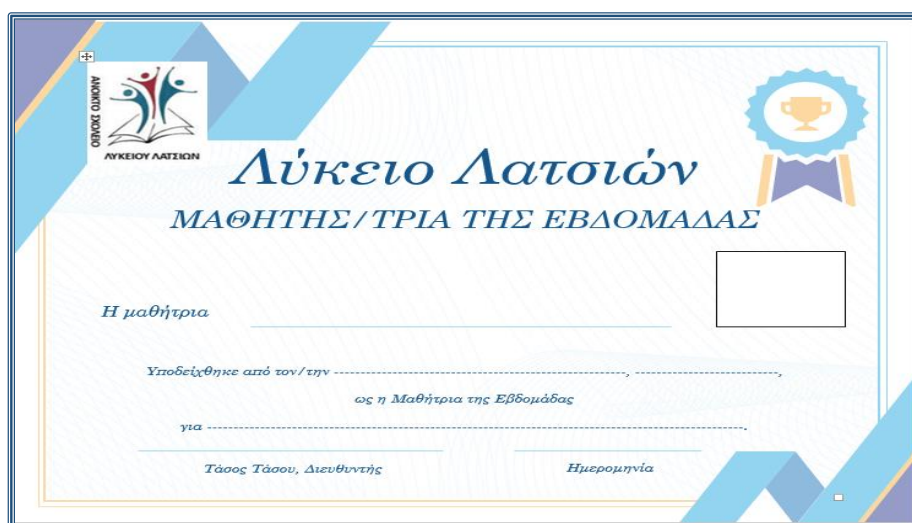 ΑΝΟΙΚΤΟ ΣΧΟΛΕΙΟ
ΛΥΚΕΙΟΥ ΛΑΤΣΙΩΝ
Λύκειο Λατσιών
ΜΑΘΗΤΗΣ/ΤΡΙΑ ΤΗΣ ΕΒΔΟΜΑΔΑΣ
Η μαθήτρια
Υποδείχθηκε από τον/την ----------------------------------------------------, -------------------------,
ως η Μαθήτρια της Εβδομάδας
για ------------------------------------------------------------------------------------------------.
Τάσος Τάσου, Διευθυντής
Ημερομηνία